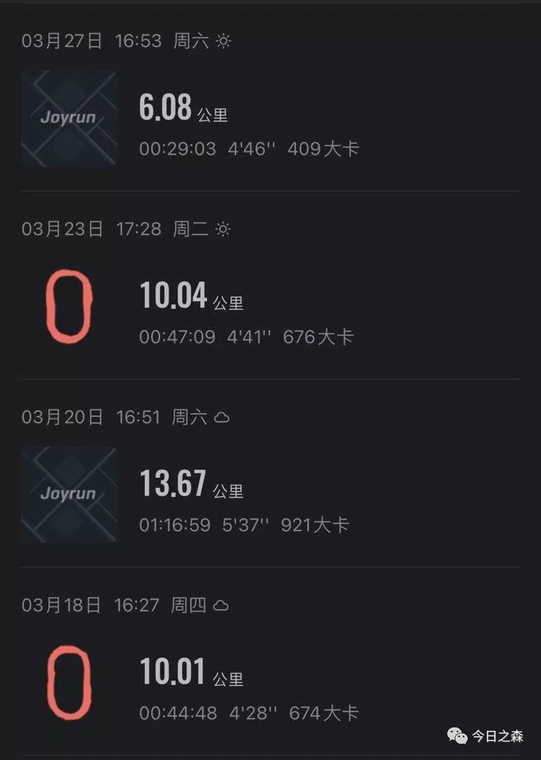 03月27日 16:53 周六
Joyrun
6.08 公里
00:29:03 4'46'' 409大卡
03月23日 17:28 周二
10.04 公里
00:47:09 4'41'' 676大卡
03月20日 16:51 周六
Joyrun
13.67 公里
01:16:59 5'37'' 921大卡
03月18日 16:27 周四
10.01 公里
00:44:48 4'28'' 674大卡
今日之森